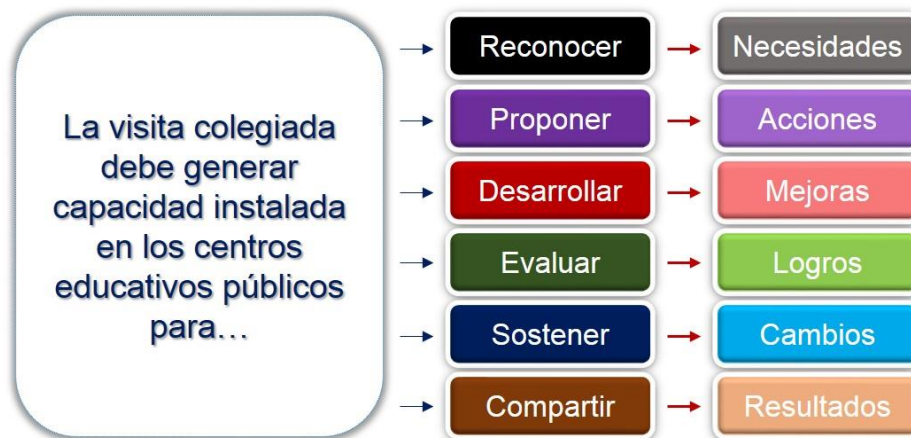 La visita colegiada
debe generar
capacidad instalada
en los centros
educativos públicos
para…
Reconocer
Necesidades
Proponer
Acciones
Desarrollar
Mejoras
Evaluar
Logros
Sostener
Cambios
Compartir
Resultados